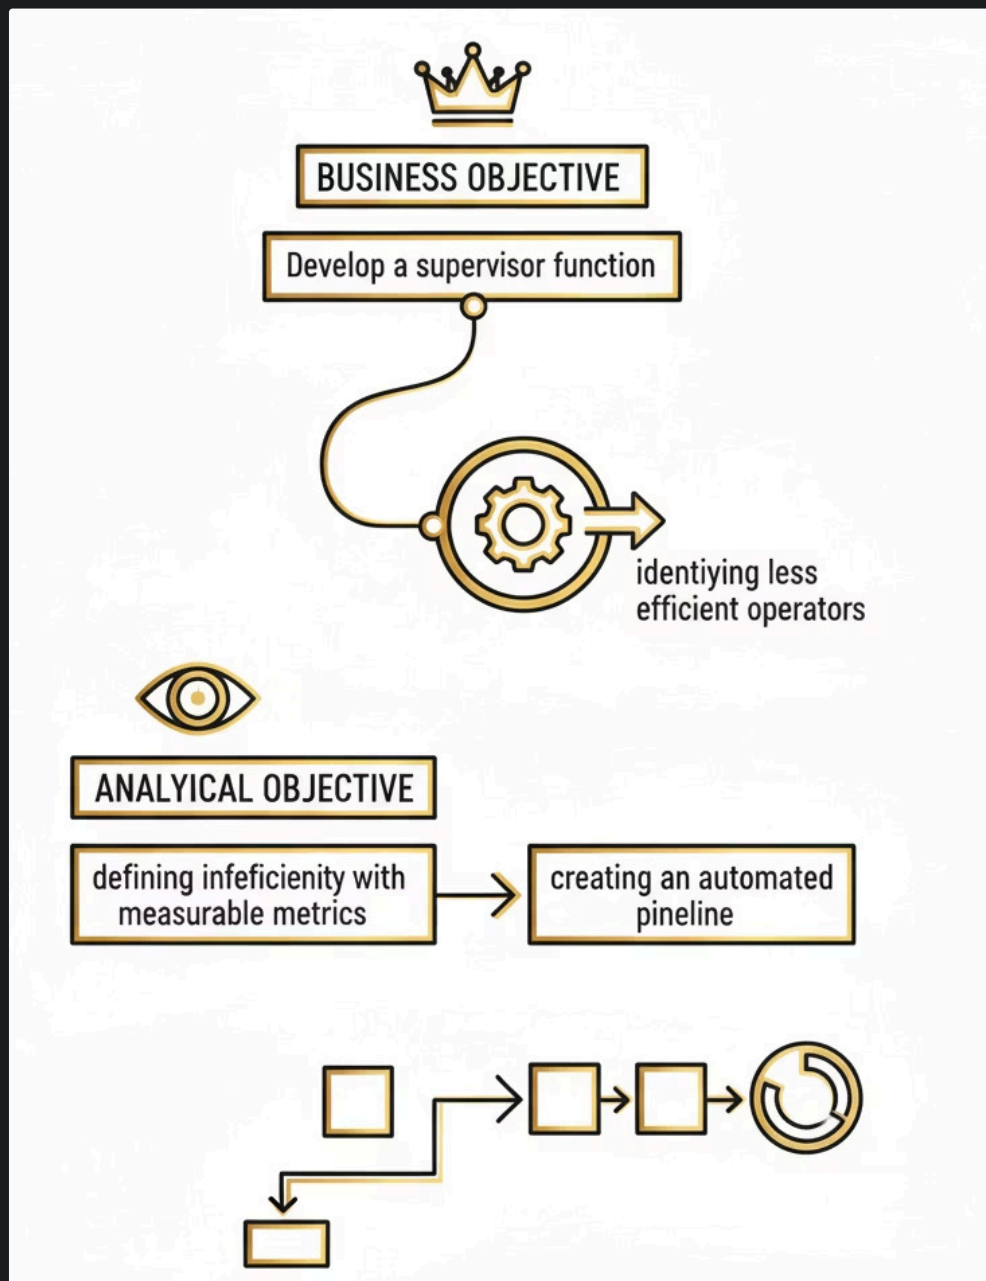 BUSINESS OBJECTIVE
Develop a supervisor function
identiying less
efficient operators
ANALYICAL OBJECTIVE
defining infeficienity with
measurable metrics
creating an automated
pineline